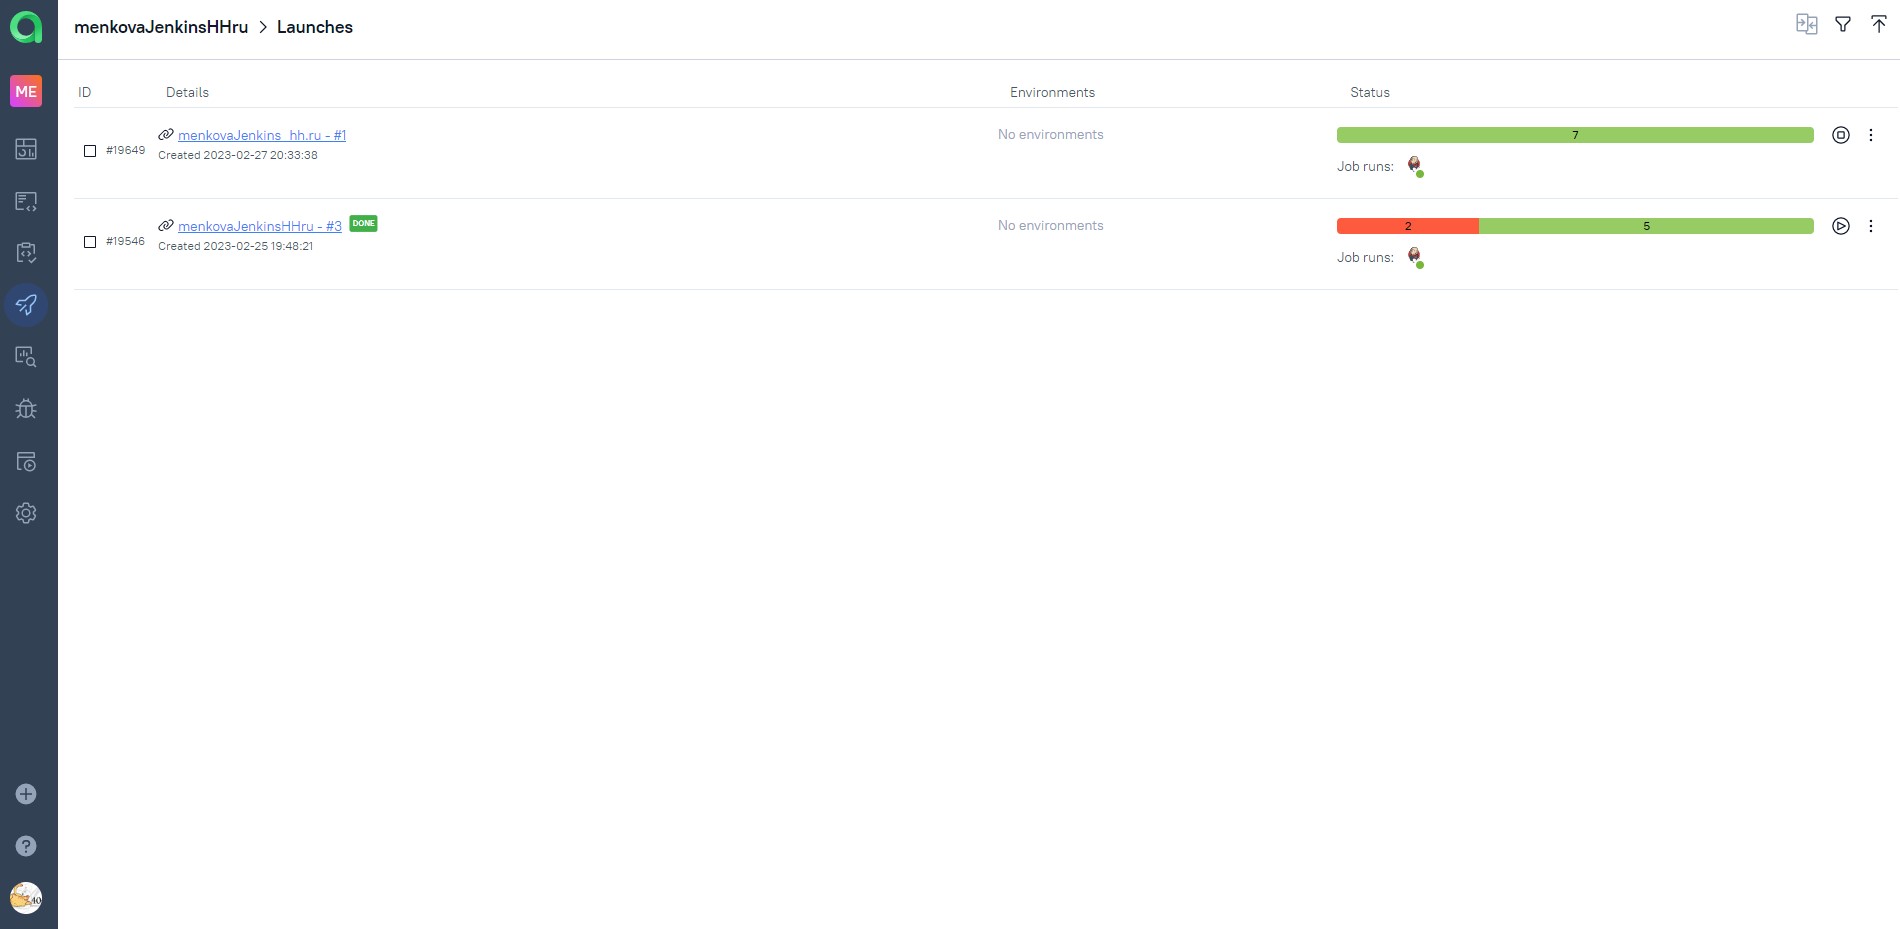 menkovaJenkinsHHru > Launches
ME
ID Details Environments Status
#19649 menkovaJenkins_hh.ru - #1 No environments 7
Created 2023-02-27 20:33:38
Job runs:
#19546 menkovaJenkinsHHru - #3 DONE No environments 2 5
Created 2023-02-25 19:48:21
Job runs:
40